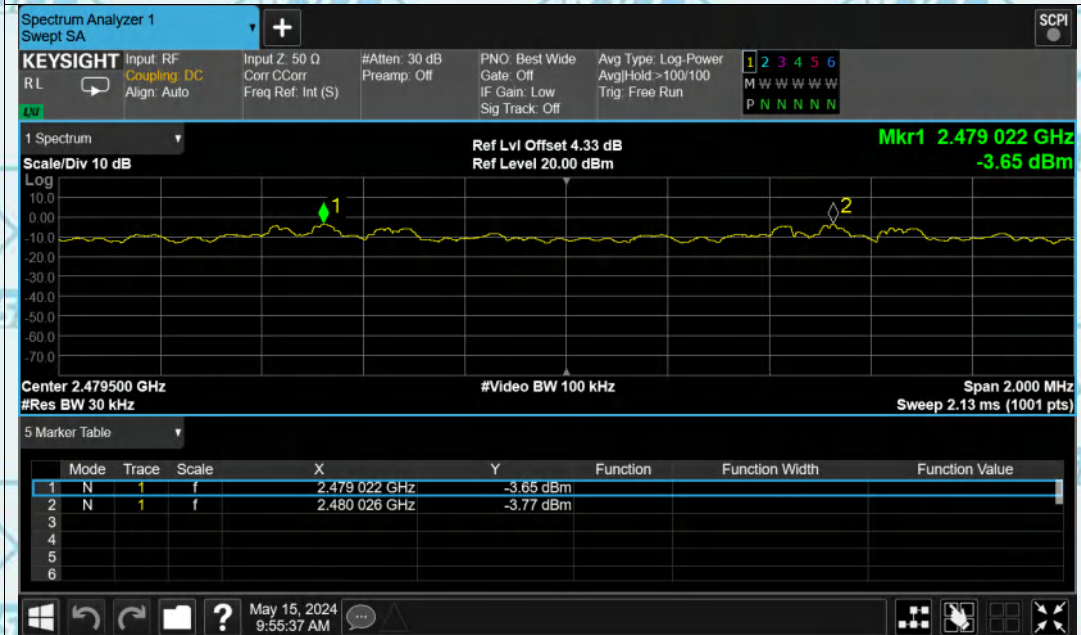 Spectrum Analyzer 1
Swept SA
+
SCPI
KEYSIGHT
RL
LXI
Input: RF
Coupling: DC
Align: Auto
Input Z: 50 Ω
Corr CCorr
Freq Ref: Int (S)
#Atten: 30 dB
Preamp: Off
PNO: Best Wide
Gate: Off
IF Gain: Low
Sig Track: Off
Avg Type: Log-Power
Avg|Hold:>100/100
Trig: Free Run
1 2 3 4 5 6
M W W W W W
P N N N N N
1 Spectrum
Scale/Div 10 dB
Ref Lvl Offset 4.33 dB
Ref Level 20.00 dBm
Mkr1 2.479 022 GHz
-3.65 dBm
Log
10.0
0.00
-10.0
-20.0
-30.0
-40.0
-50.0
-60.0
-70.0
1
2
Center 2.479500 GHz
#Res BW 30 kHz
#Video BW 100 kHz
Span 2.000 MHz
Sweep 2.13 ms (1001 pts)
5 Marker Table
Mode Trace Scale X Y Function Function Width Function Value
1 N 1 f 2.479 022 GHz -3.65 dBm
2 N 1 f 2.480 026 GHz -3.77 dBm
3
4
5
6
?
May 15, 2024
9:55:37 AM